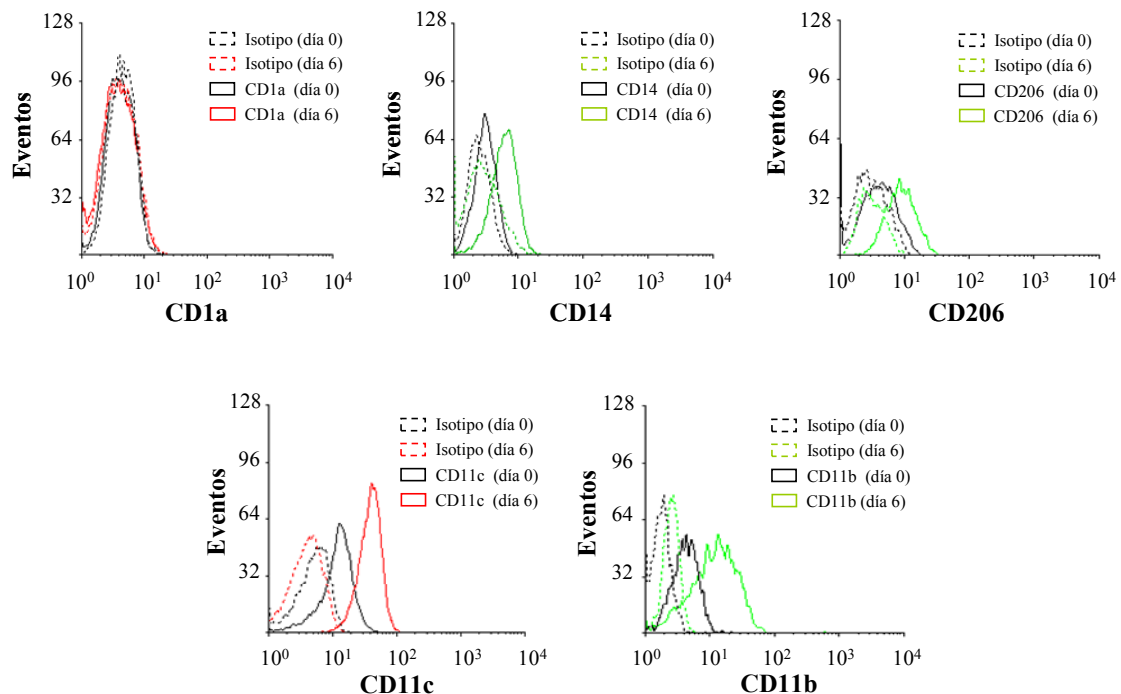 128
96
64
32
Eventos
Isotipo (día 0)
Isotipo (día 6)
CD1a (día 0)
CD1a (día 6)
10⁰ 10¹ 10² 10³ 10⁴
CD1a
128
96
64
32
Eventos
Isotipo (día 0)
Isotipo (día 6)
CD14 (día 0)
CD14 (día 6)
10⁰ 10¹ 10² 10³ 10⁴
CD14
128
96
64
32
Eventos
Isotipo (día 0)
Isotipo (día 6)
CD206 (día 0)
CD206 (día 6)
10⁰ 10¹ 10² 10³ 10⁴
CD206
128
96
64
32
Eventos
Isotipo (día 0)
Isotipo (día 6)
CD11c (día 0)
CD11c (día 6)
10⁰ 10¹ 10² 10³ 10⁴
CD11c
128
96
64
32
Eventos
Isotipo (día 0)
Isotipo (día 6)
CD11b (día 0)
CD11b (día 6)
10⁰ 10¹ 10² 10³ 10⁴
CD11b